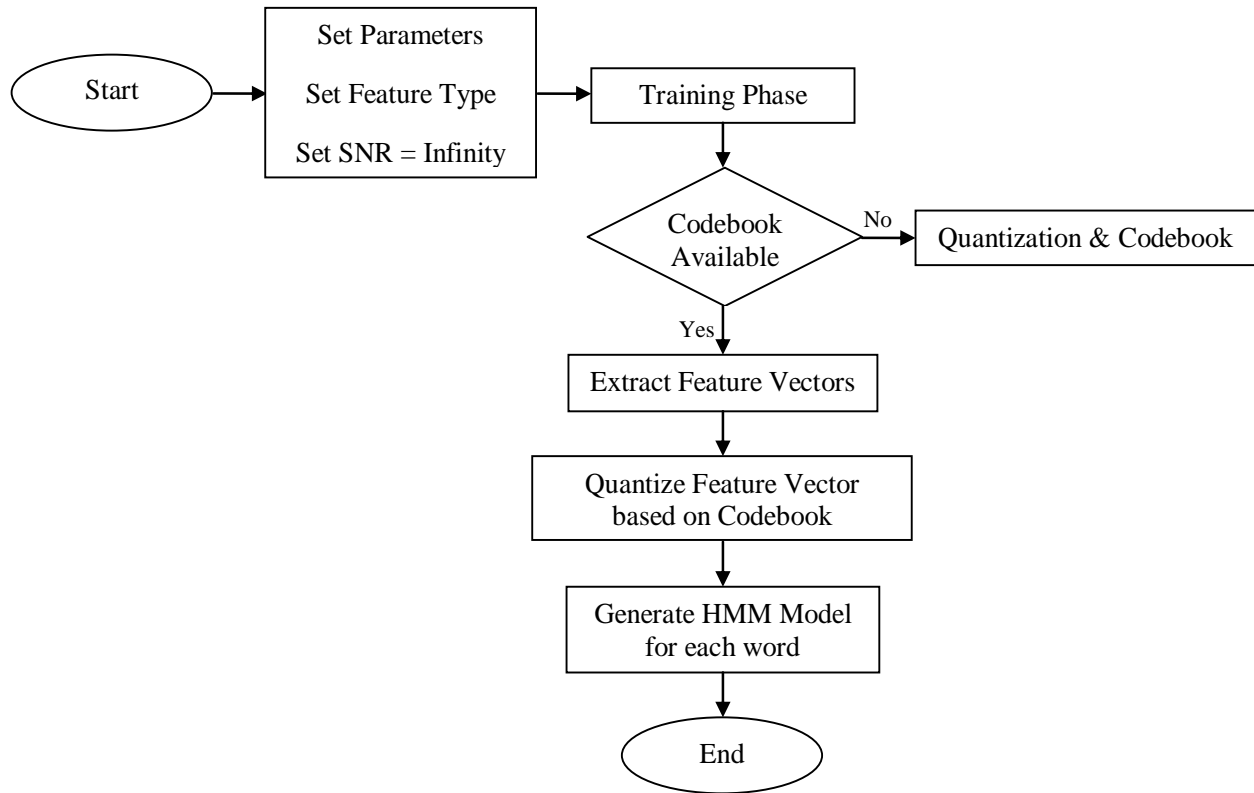 Start
Set Parameters
Set Feature Type
Set SNR = Infinity
Training Phase
Codebook
Available
No
Quantization & Codebook
Yes
Extract Feature Vectors
Quantize Feature Vector
based on Codebook
Generate HMM Model
for each word
End